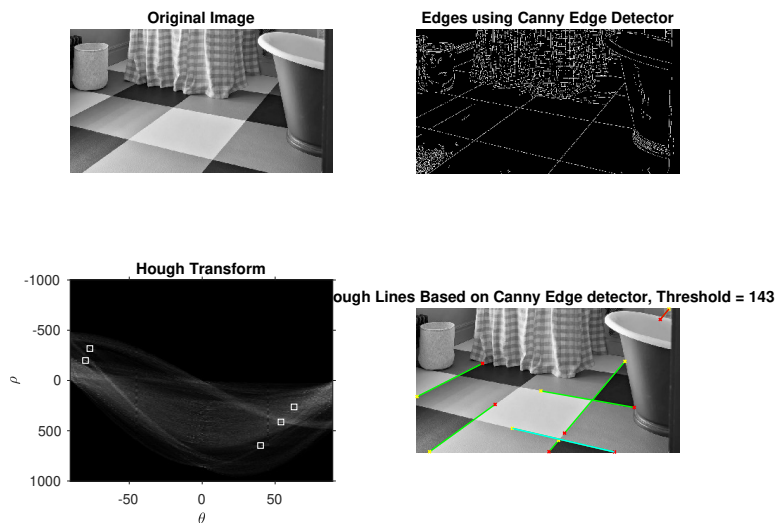 Original Image
Edges using Canny Edge Detector
Hough Transform
ough Lines Based on Canny Edge detector, Threshold = 143
-1000
-500
0
500
1000
ρ
-50 0 50
θ